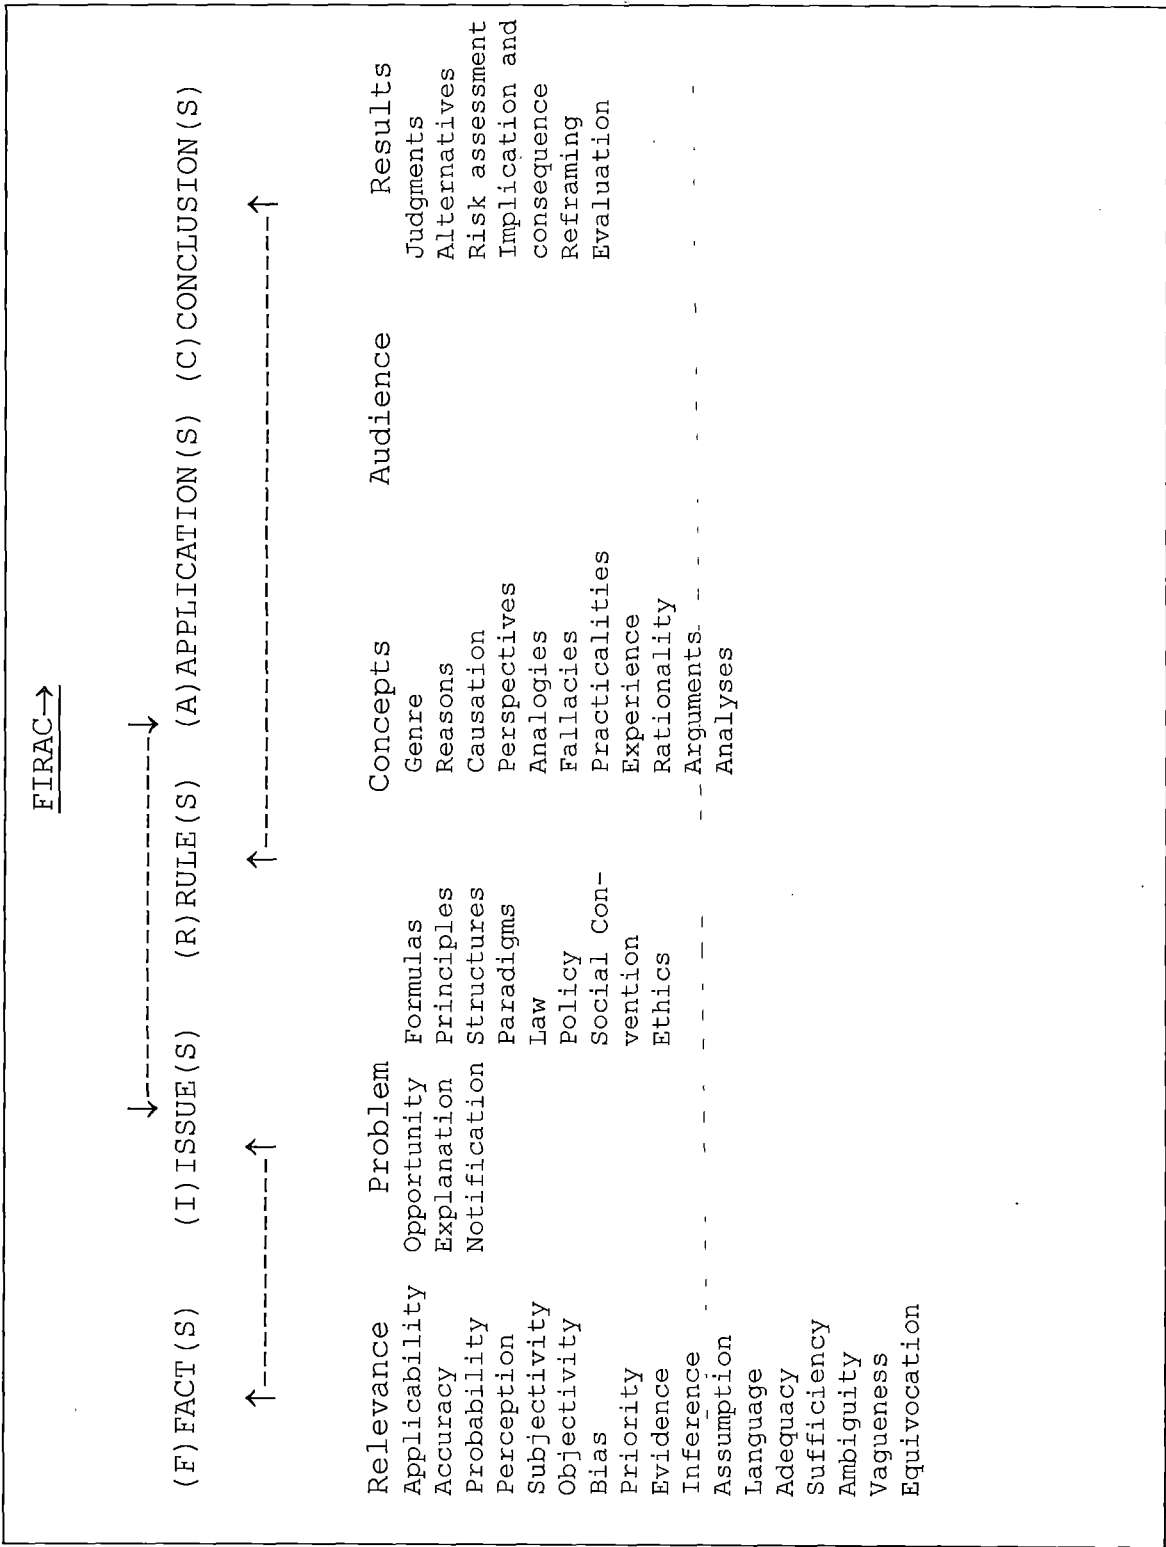 FIRAC→
(F)FACT(S) (I)ISSUE(S) (R)RULE(S) (A)APPLICATION(S) (C)CONCLUSION(S)
Relevance Problem Concepts Audience Results
Applicability Opportunity Formulas Genre Judgments
Accuracy Explanation Principles Reasons Alternatives
Probability Notification Structures Causation Risk assessment
Perception Paradigms Perspectives Implication and
Subjectivity Law Analogies consequence
Objectivity Policy Fallacies Reframing
Bias Social Con- Practicalities Evaluation
Priority vention Experience
Evidence Ethics Rationality
Inference Arguments
Assumption Analyses
Language
Adequacy
Sufficiency
Ambiguity
Vagueness
Equivocation